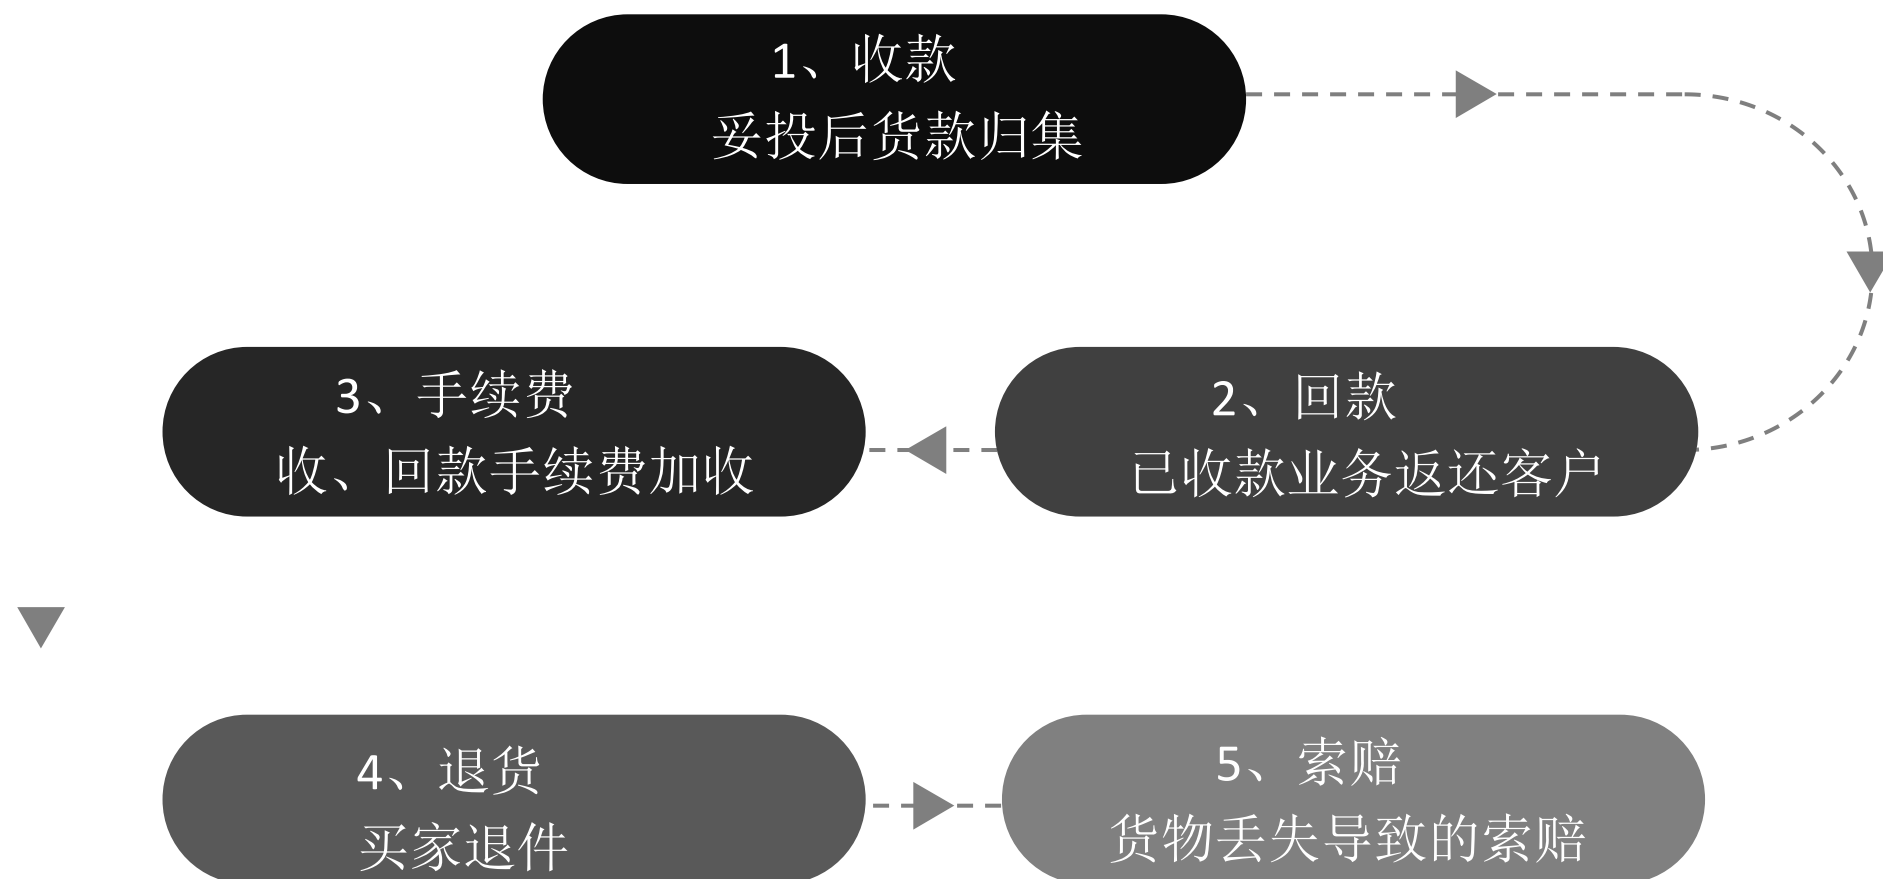 1、收款
妥投后货款归集
2、回款
已收款业务返还客户
3、手续费
收、回款手续费加收
4、退货
买家退件
5、索赔
货物丢失导致的索赔